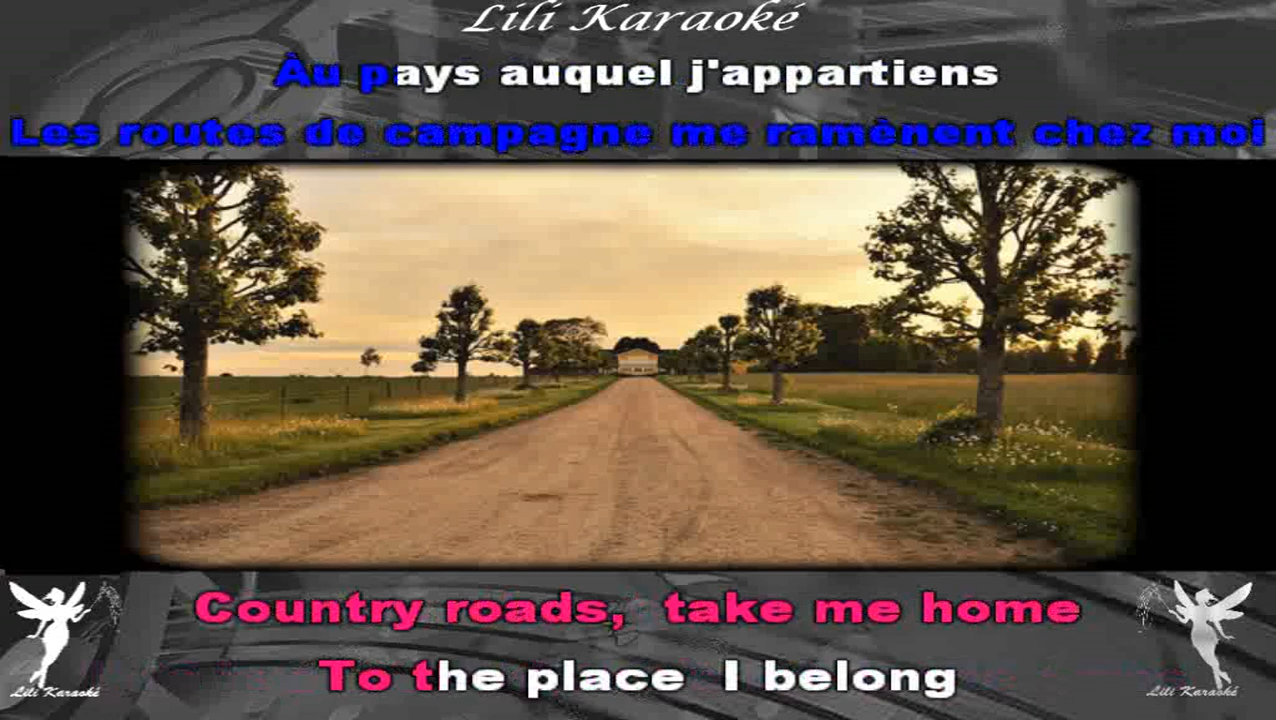 Lili Karaoké
Àu pays auquel j'appartiens
Les routes de campagne me ramènent chez moi
Country roads, take me home
To the place I belong
Lili Karaoké
Lili Karaoké